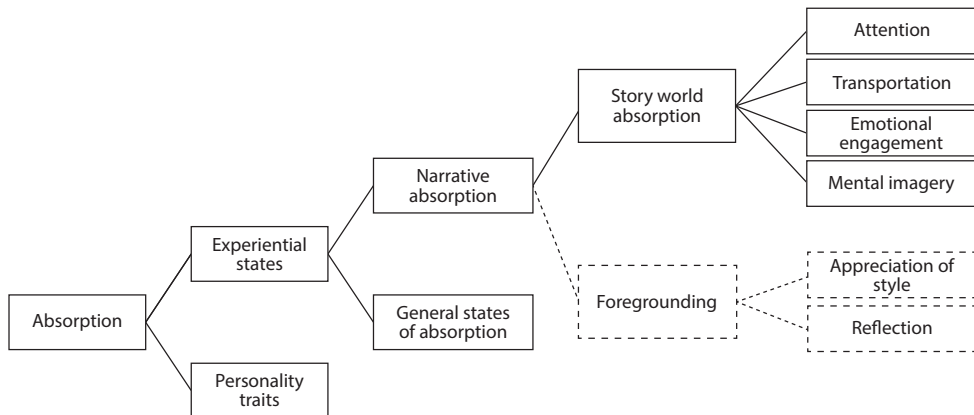 Absorption
Experiential
states
Personality
traits
Narrative
absorption
General states
of absorption
Story world
absorption
Foregrounding
Attention
Transportation
Emotional
engagement
Mental imagery
Appreciation of
style
Reflection